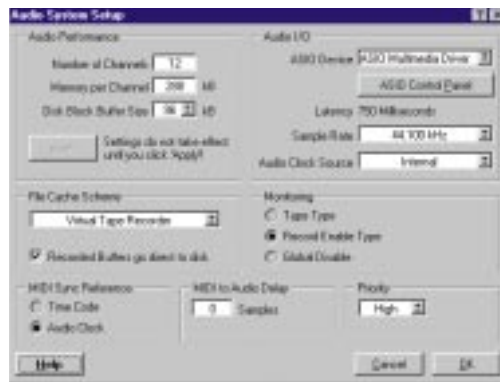 Audio System Setup
Audio Performance
Number of Channels 12
Memory per Channel kB
Disk Block Buffer Size 96 kB
Settings do not take effect
until you click 'Apply'!
Audio I/O
ASIO Device ASIO Multimedia Driver
ASIO Control Panel
Latency 750 Milliseconds
Sample Rate 44.100 kHz
Audio Clock Source Internal
File Cache Scheme
Virtual Tape Recorder
Recorded Buffers go direct to disk
Monitoring
Tape Type
Record Enable Type
Global Disable
MIDI Sync Reference
Time Code
Audio Clock
MIDI to Audio Delay
0 Samples
Priority
High
Help
Cancel
OK